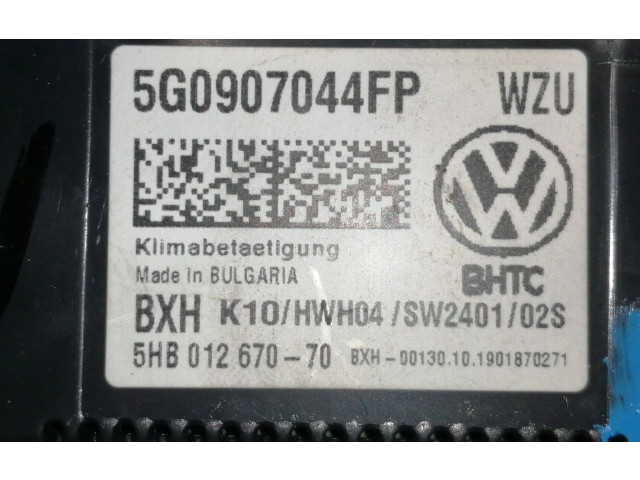 5G0907044FP WZU
Klimabetaetigung
Made in BULGARIA
BHTC
BXH K10/HWH04/SW2401/02S
5HB 012 670-70 BXH-00130.10.1901870271